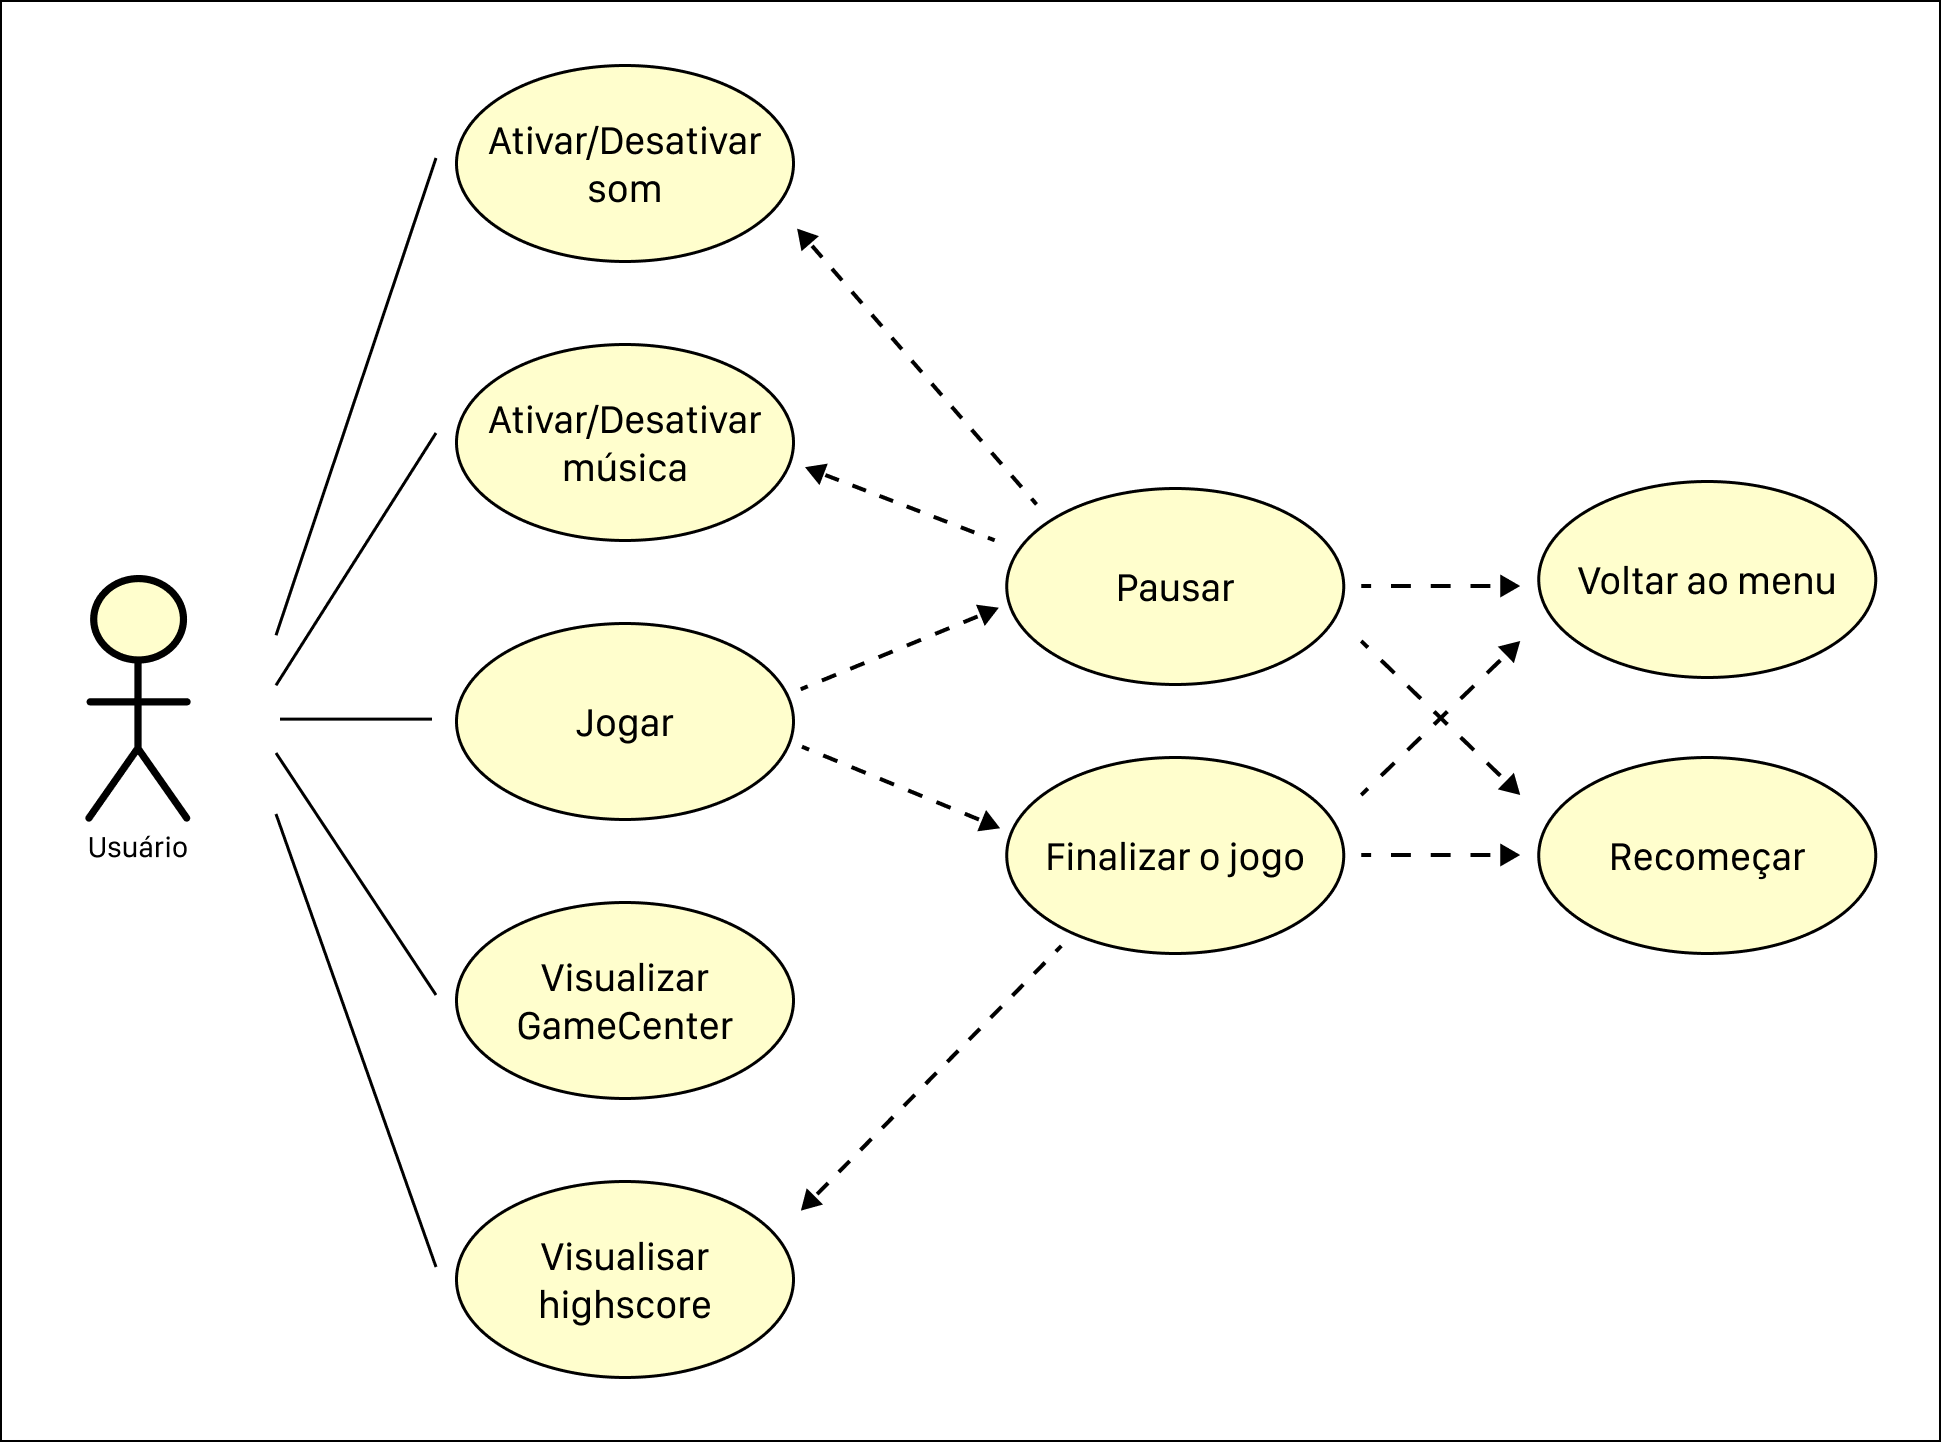 Ativar/Desativar
som
Ativar/Desativar
música
Pausar
Voltar ao menu
Jogar
Usuário
Finalizar o jogo
Recomeçar
Visualizar
GameCenter
Visualisar
highscore